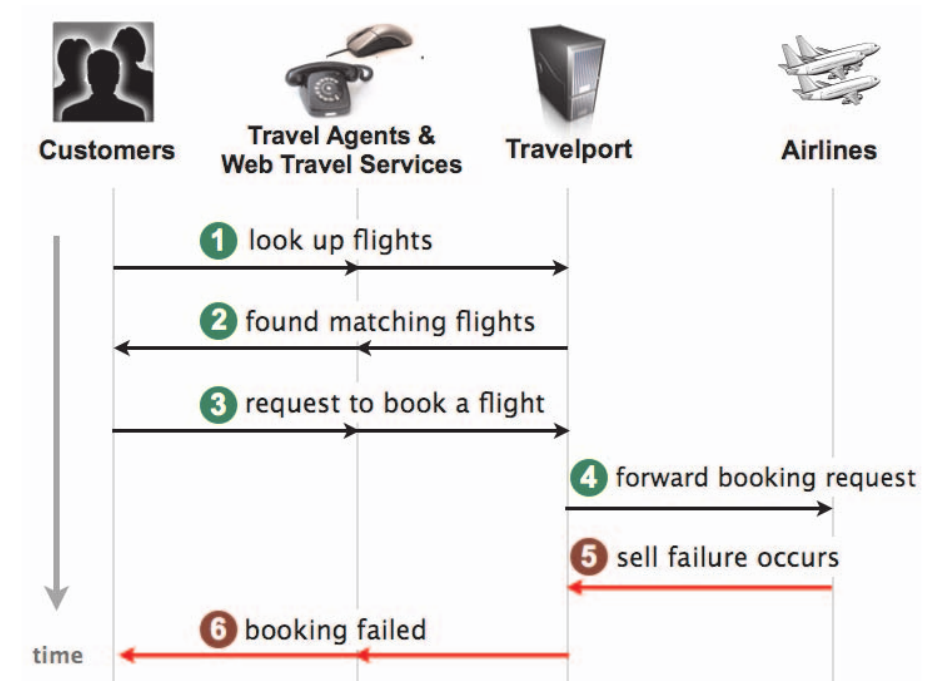 Customers
Travel Agents &
Web Travel Services
Travelport
Airlines
1 look up flights
2 found matching flights
3 request to book a flight
4 forward booking request
5 sell failure occurs
6 booking failed
time